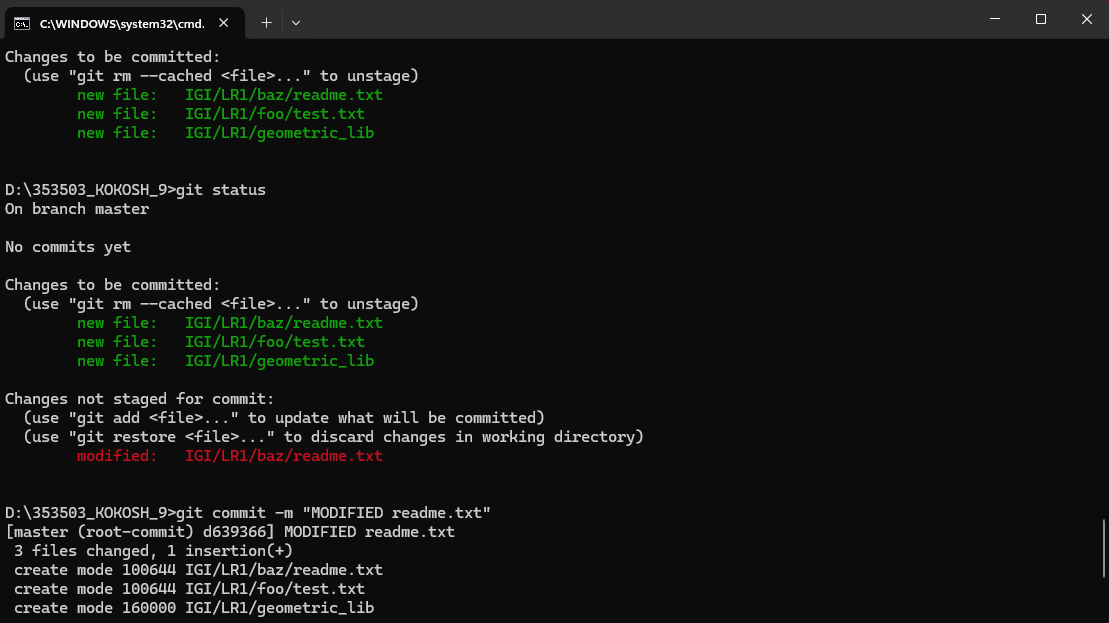 C:\WINDOWS\system32\cmd.
Changes to be committed:
  (use "git rm --cached <file>..." to unstage)
        new file:   IGI/LR1/baz/readme.txt
        new file:   IGI/LR1/foo/test.txt
        new file:   IGI/LR1/geometric_lib
D:\353503_KOKOSH_9>git status
On branch master
No commits yet
Changes to be committed:
  (use "git rm --cached <file>..." to unstage)
        new file:   IGI/LR1/baz/readme.txt
        new file:   IGI/LR1/foo/test.txt
        new file:   IGI/LR1/geometric_lib
Changes not staged for commit:
  (use "git add <file>..." to update what will be committed)
  (use "git restore <file>..." to discard changes in working directory)
        modified:   IGI/LR1/baz/readme.txt
D:\353503_KOKOSH_9>git commit -m "MODIFIED readme.txt"
[master (root-commit) d639366] MODIFIED readme.txt
 3 files changed, 1 insertion(+)
 create mode 100644 IGI/LR1/baz/readme.txt
 create mode 100644 IGI/LR1/foo/test.txt
 create mode 160000 IGI/LR1/geometric_lib